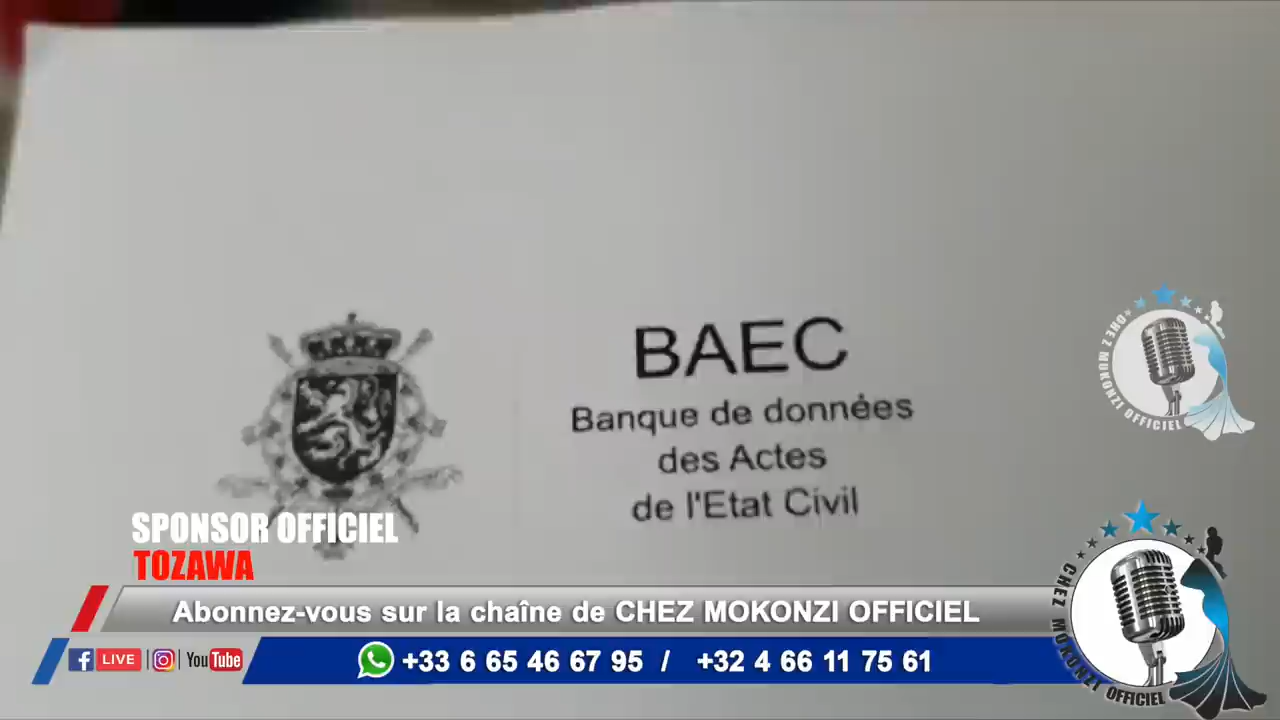 BAEC
Banque de données
des Actes
de l'Etat Civil
CHEZ MOKONZI OFFICIEL
SPONSOR OFFICIEL
TOZAWA
Abonnez-vous sur la chaîne de CHEZ MOKONZI OFFICIEL
LIVE YouTube +33 6 65 46 67 95 / +32 4 66 11 75 61
CHEZ MOKONZI OFFICIEL